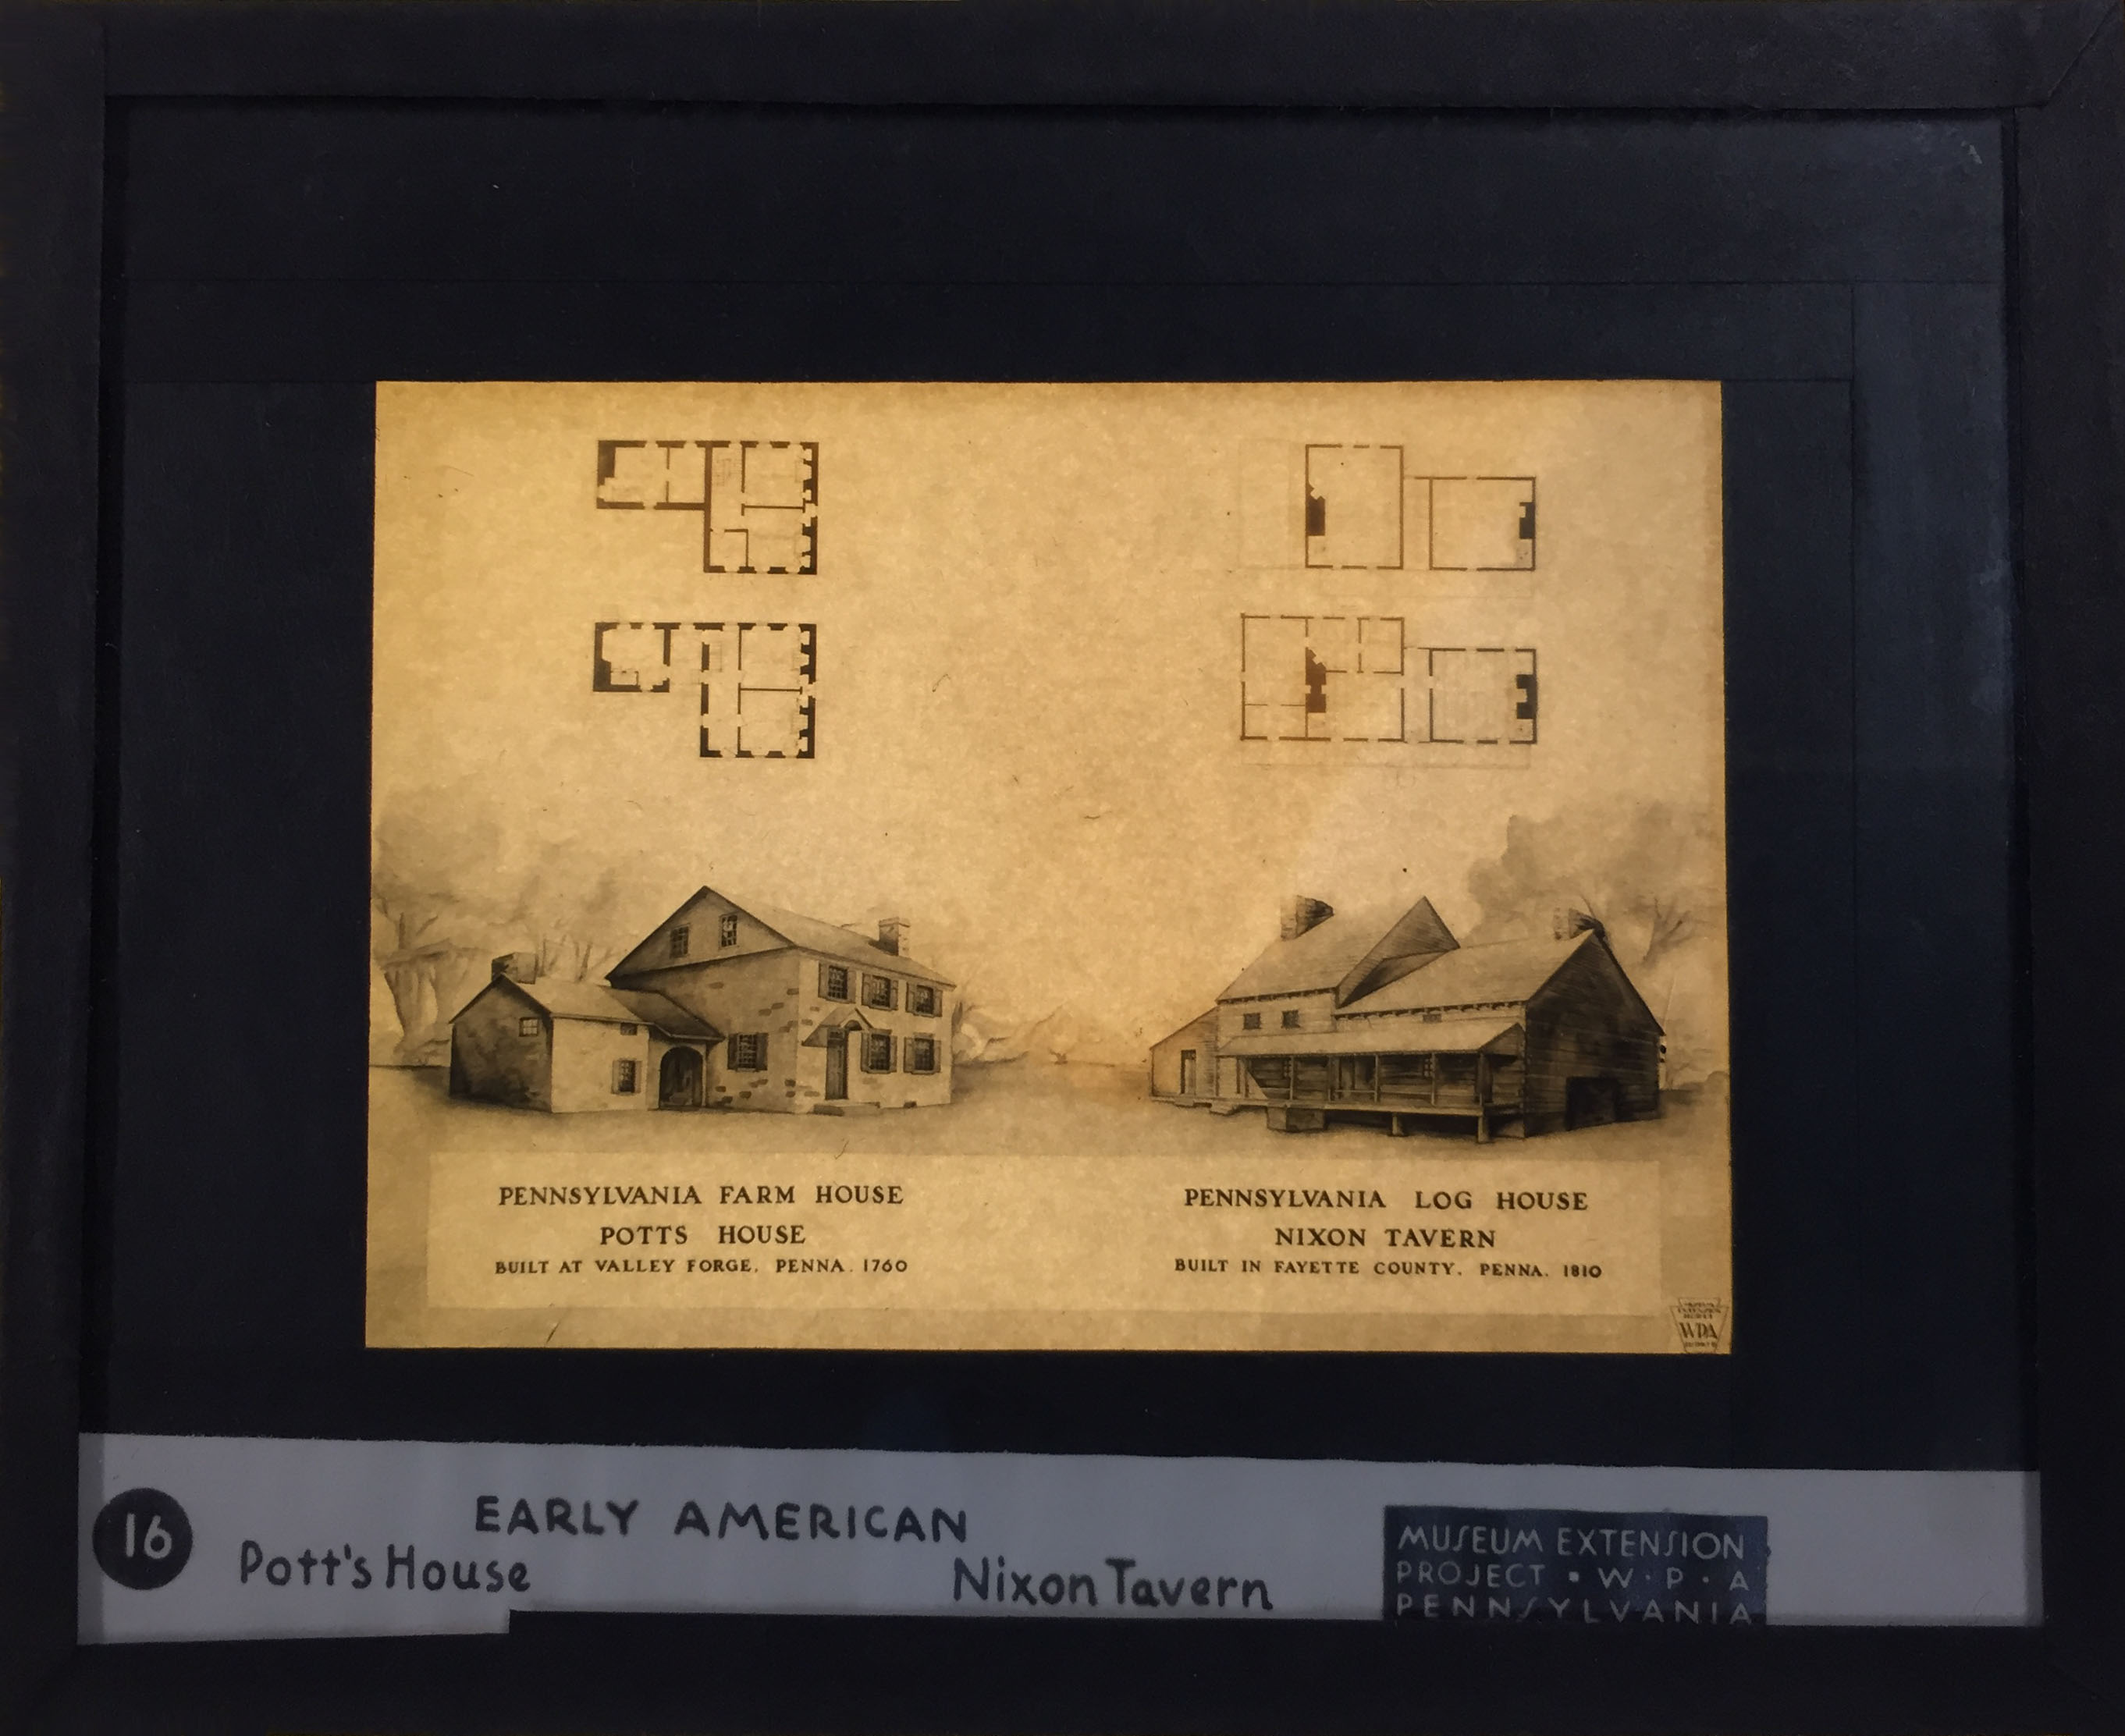 PENNSYLVANIA FARM HOUSE
POTTS HOUSE
BUILT AT VALLEY FORGE, PENNA. 1760
PENNSYLVANIA LOG HOUSE
NIXON TAVERN
BUILT IN FAYETTE COUNTY, PENNA. 1810
WPA
16
EARLY AMERICAN
Pott's House
Nixon Tavern
MUSEUM EXTENSION
PROJECT • W • P • A
PENNSYLVANIA